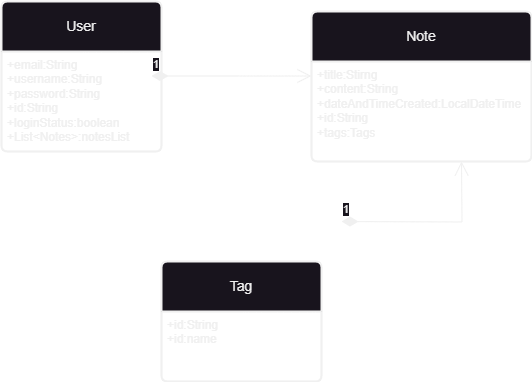 User
+email:String
+username:String
+password:String
+id:String
+loginStatus:boolean
+List<Notes>:notesList
1
Note
+title:Stirng
+content:String
+dateAndTimeCreated:LocalDateTime
+id:String
+tags:Tags
1
Tag
+id:String
+id:name